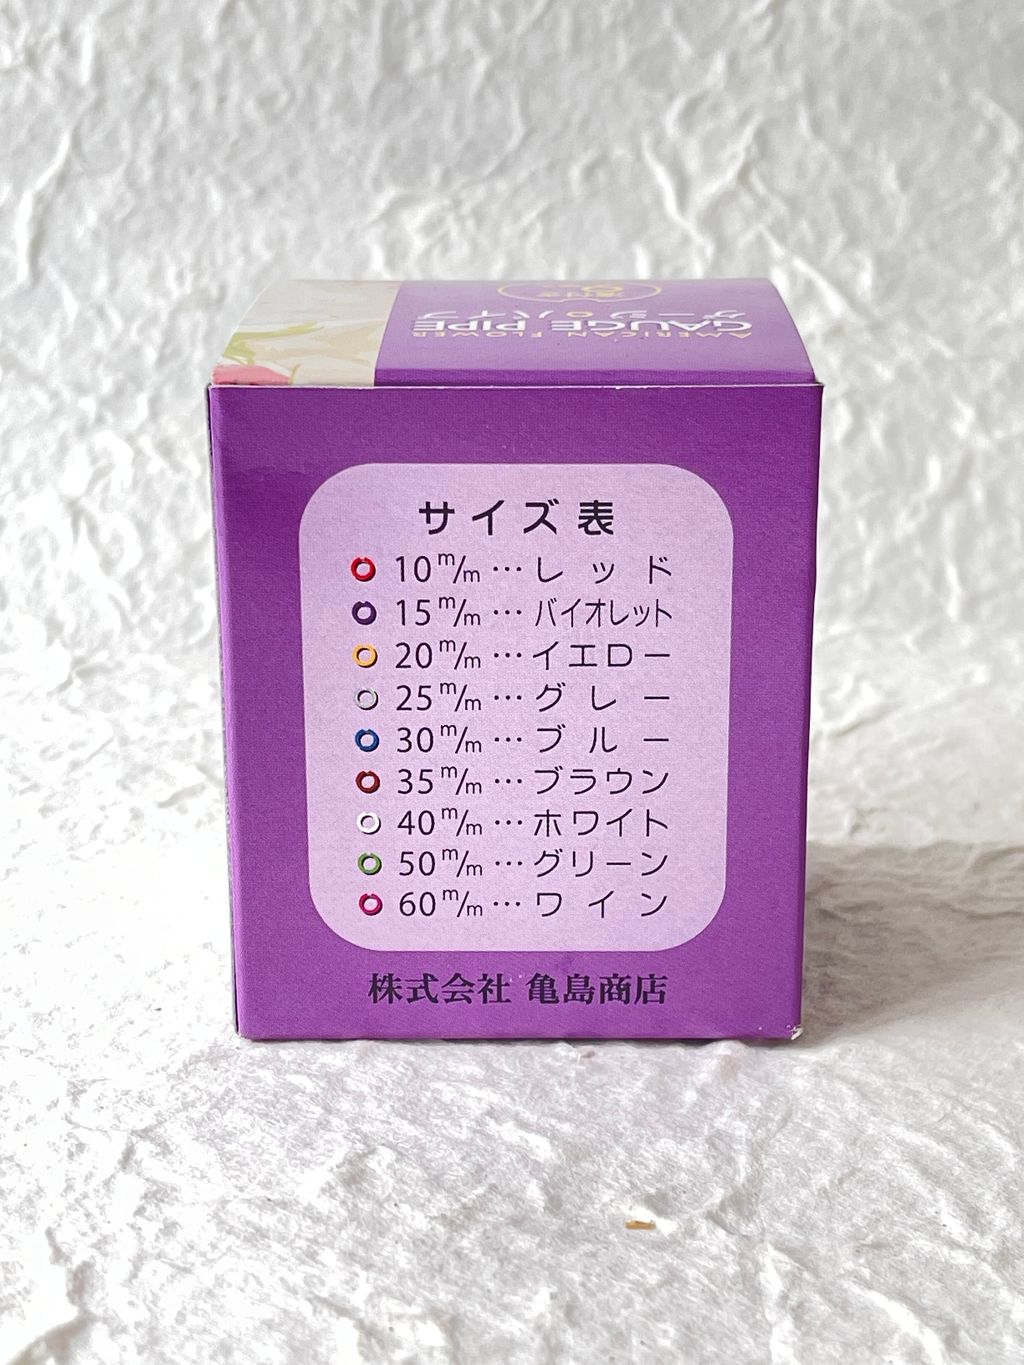 AMERICAN FLOWER
GAUGE PIPE
ゲージ パイプ
サイズ表
10m/m…レッド
15m/m…バイオレット
20m/m…イエロー
25m/m…グレー
30m/m…ブルー
35m/m…ブラウン
40m/m…ホワイト
50m/m…グリーン
60m/m…ワイン
株式会社 亀島商店